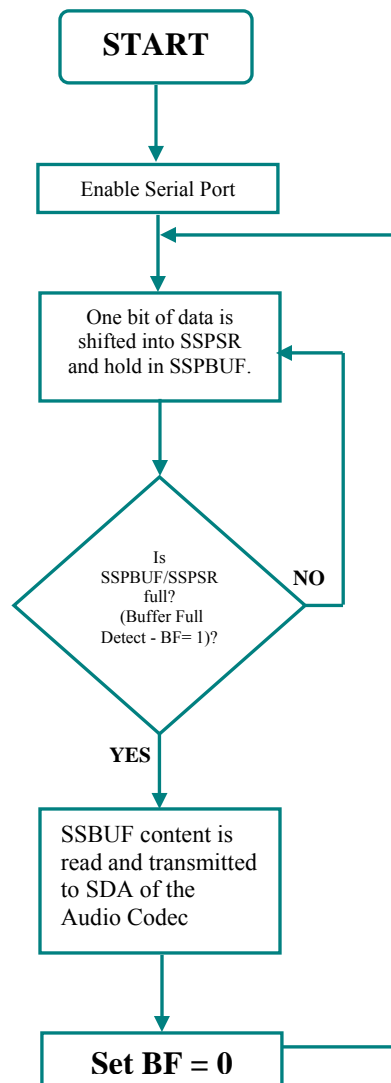 START
Enable Serial Port
One bit of data is
shifted into SSPSR
and hold in SSPBUF.
Is
SSPBUF/SSPSR
full?
(Buffer Full
Detect - BF= 1)?
NO
YES
SSBUF content is
read and transmitted
to SDA of the
Audio Codec
Set BF = 0